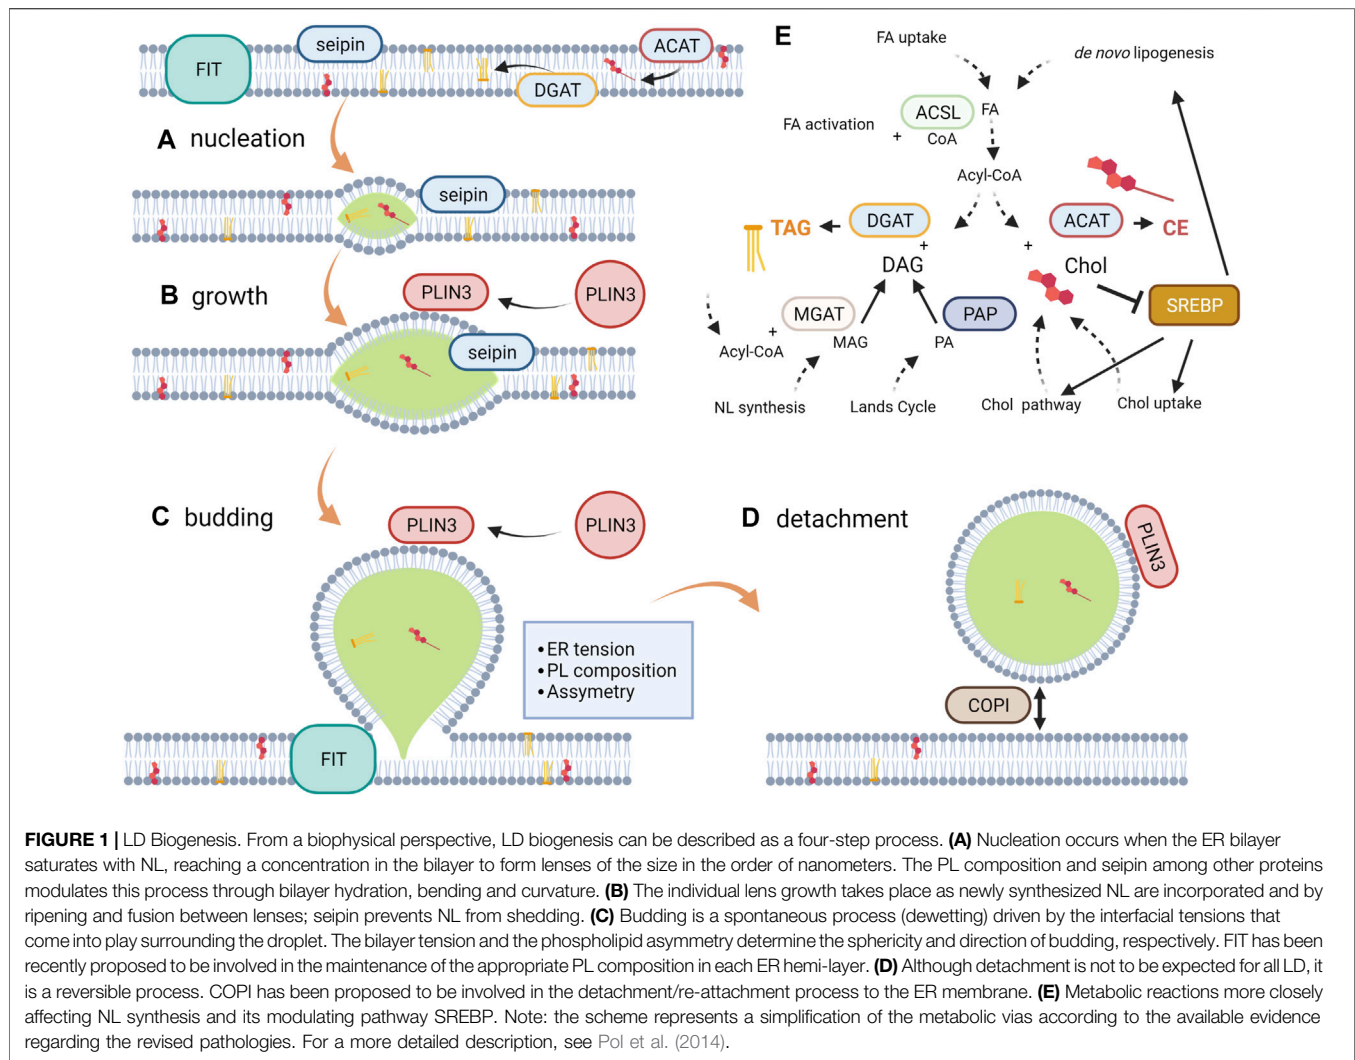 FIT
seipin
ACAT
DGAT
A nucleation
seipin
B growth
PLIN3
PLIN3
seipin
C budding
PLIN3
PLIN3
•ER tension
•PL composition
•Assymetry
FIT
D detachment
PLIN3
COPI
E
FA uptake
de novo lipogenesis
ACSL
FA
FA activation
+
CoA
Acyl-CoA
TAG
DGAT
+
DAG
ACAT
CE
+
Chol
SREBP
MGAT
PAP
+
Acyl-CoA
MAG
PA
NL synthesis
Lands Cycle
Chol pathway
Chol uptake
FIGURE 1 | LD Biogenesis. From a biophysical perspective, LD biogenesis can be described as a four-step process. (A) Nucleation occurs when the ER bilayer
saturates with NL, reaching a concentration in the bilayer to form lenses of the size in the order of nanometers. The PL composition and seipin among other proteins
modulates this process through bilayer hydration, bending and curvature. (B) The individual lens growth takes place as newly synthesized NL are incorporated and by
ripening and fusion between lenses; seipin prevents NL from shedding. (C) Budding is a spontaneous process (dewetting) driven by the interfacial tensions that
come into play surrounding the droplet. The bilayer tension and the phospholipid asymmetry determine the sphericity and direction of budding, respectively. FIT has been
recently proposed to be involved in the maintenance of the appropriate PL composition in each ER hemi-layer. (D) Although detachment is not to be expected for all LD, it
is a reversible process. COPI has been proposed to be involved in the detachment/re-attachment process to the ER membrane. (E) Metabolic reactions more closely
affecting NL synthesis and its modulating pathway SREBP. Note: the scheme represents a simplification of the metabolic vias according to the available evidence
regarding the revised pathologies. For a more detailed description, see Pol et al. (2014).